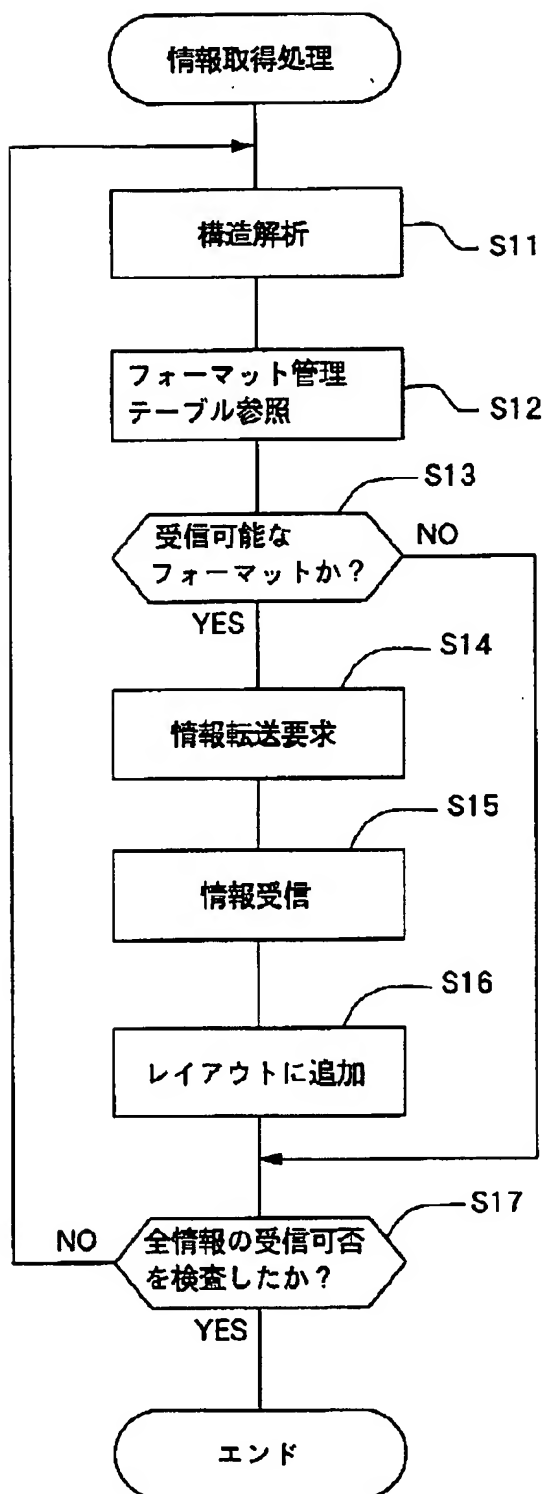 情報取得処理
構造解析
S11
フォーマット管理
テーブル参照
S12
S13
受信可能な
フォーマットか?
NO
YES
S14
情報転送要求
S15
情報受信
S16
レイアウトに追加
S17
NO
全情報の受信可否
を検査したか?
YES
エンド